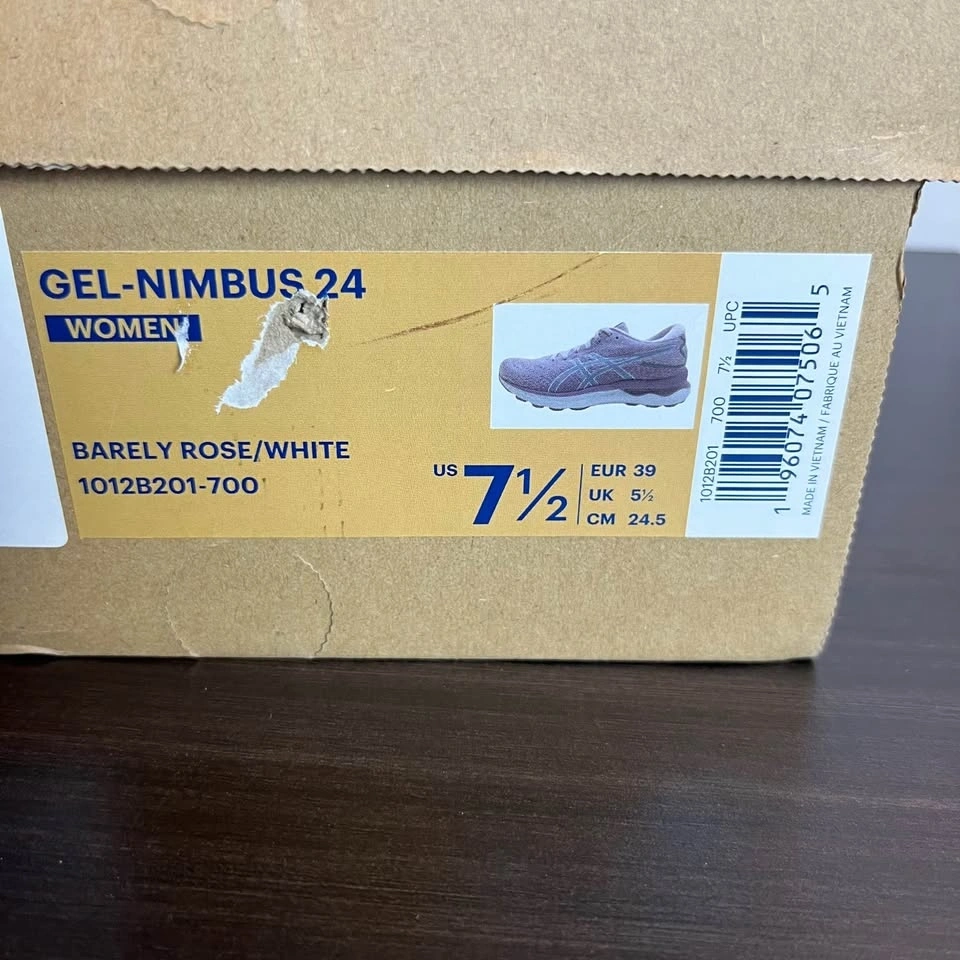 GEL-NIMBUS 24
WOMEN
BARELY ROSE/WHITE
1012B201-700
US 7½
EUR 39
UK 5½
CM 24.5
1012B201 700 7½ UPC
1 96074 07506 5
MADE IN VIETNAM / FABRIQUE AU VIETNAM